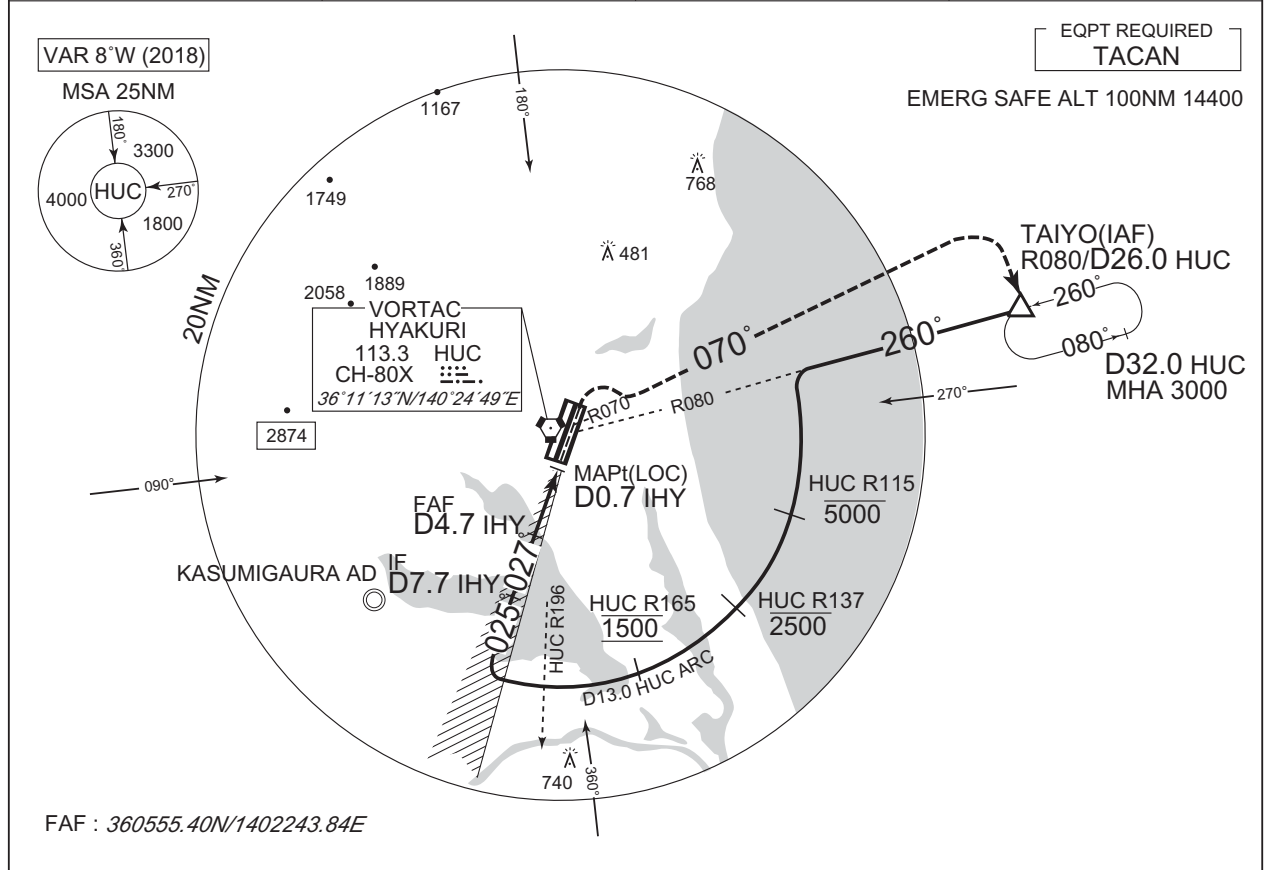 VAR 8°W (2018)
MSA 25NM
180°
3300
HUC
4000
270°
1800
360°
EQPT REQUIRED
TACAN
EMERG SAFE ALT 100NM 14400
180°
1167
768
1749
481
TAIYO(IAF)
R080/D26.0 HUC
20NM
1889
2058
260°
080°
D32.0 HUC
MHA 3000
VORTAC
HYAKURI
113.3 HUC
CH-80X
36°11′13″N/140°24′49″E
070°
260°
R070
R080
270°
2874
MAPt(LOC)
D0.7 IHY
090°
HUC R115
5000
FAF
D4.7 IHY
KASUMIGAURA AD
IF
D7.7 IHY
025°
027°
HUC R196
HUC R165
1500
HUC R137
2500
D13.0 HUC ARC
740
360°
FAF : 360555.40N/1402243.84E